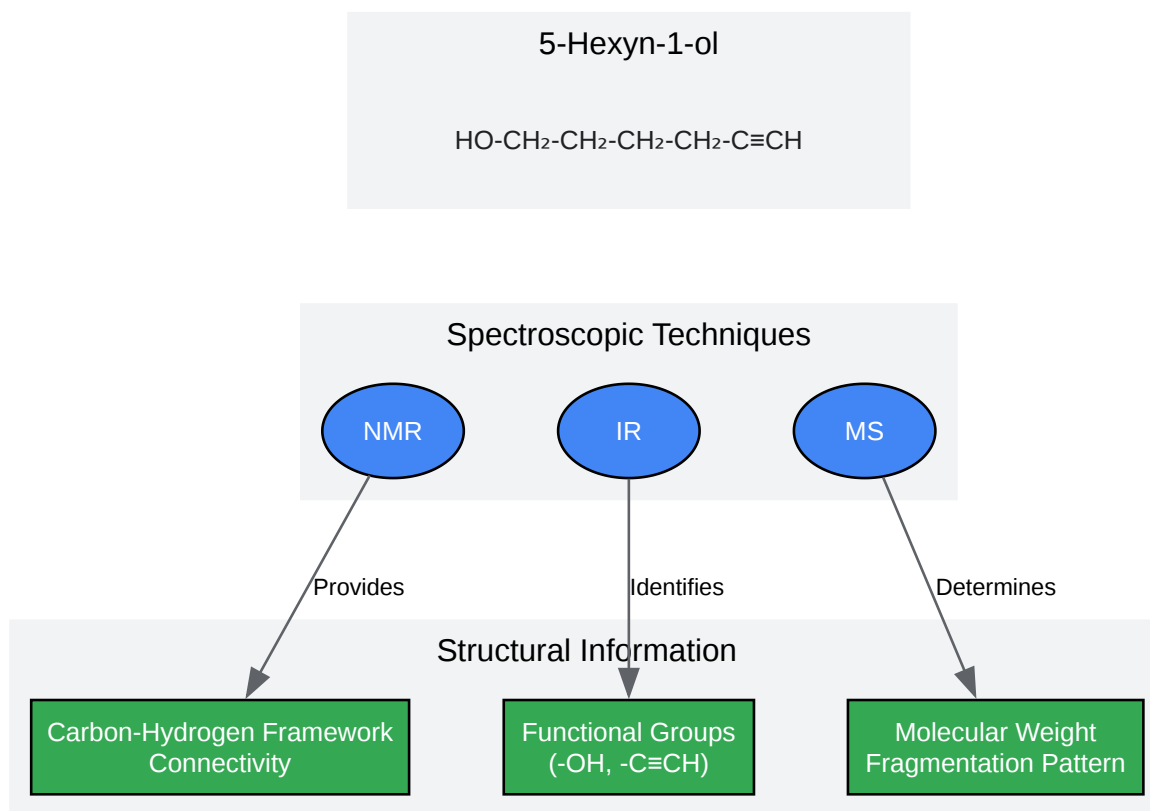 5-Hexyn-1-ol
HO-CH₂-CH₂-CH₂-CH₂-C≡CH
Spectroscopic Techniques
NMR
IR
MS
Provides
Identifies
Determines
Structural Information
Carbon-Hydrogen Framework
Connectivity
Functional Groups
(-OH, -C≡CH)
Molecular Weight
Fragmentation Pattern